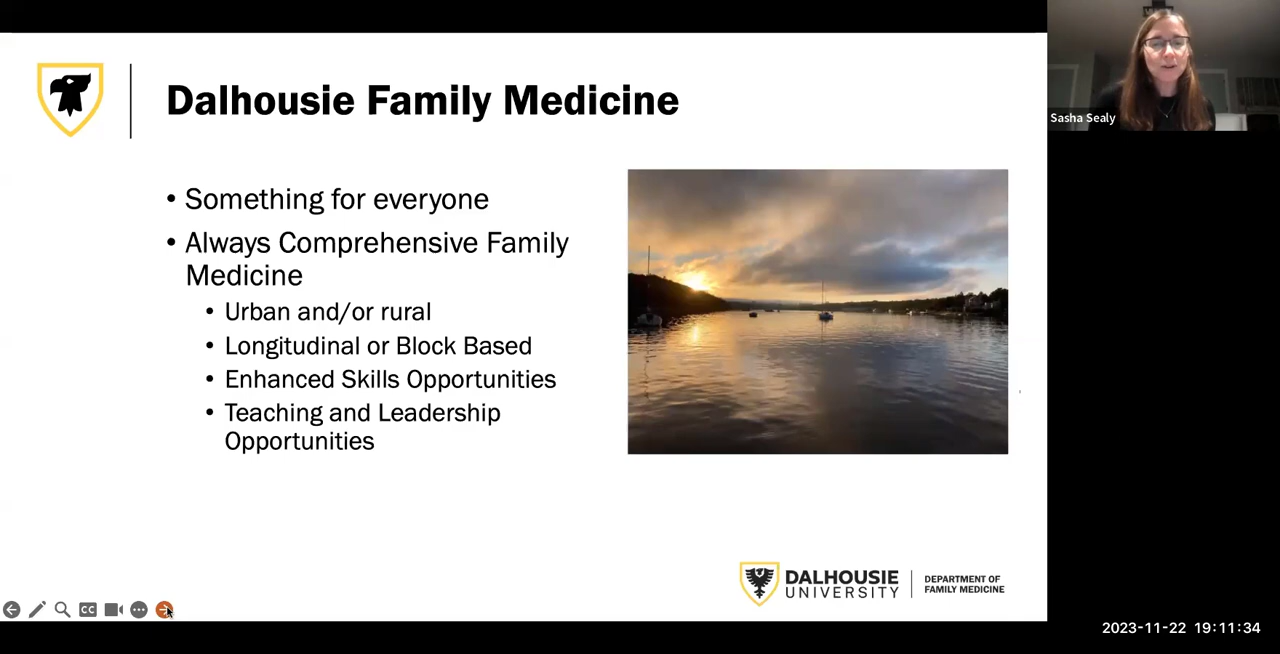 Dalhousie Family Medicine
• Something for everyone
• Always Comprehensive Family
Medicine
• Urban and/or rural
• Longitudinal or Block Based
• Enhanced Skills Opportunities
• Teaching and Leadership
Opportunities
DALHOUSIE
UNIVERSITY
DEPARTMENT OF
FAMILY MEDICINE
CC
Sasha Sealy
2023-11-22 19:11:34